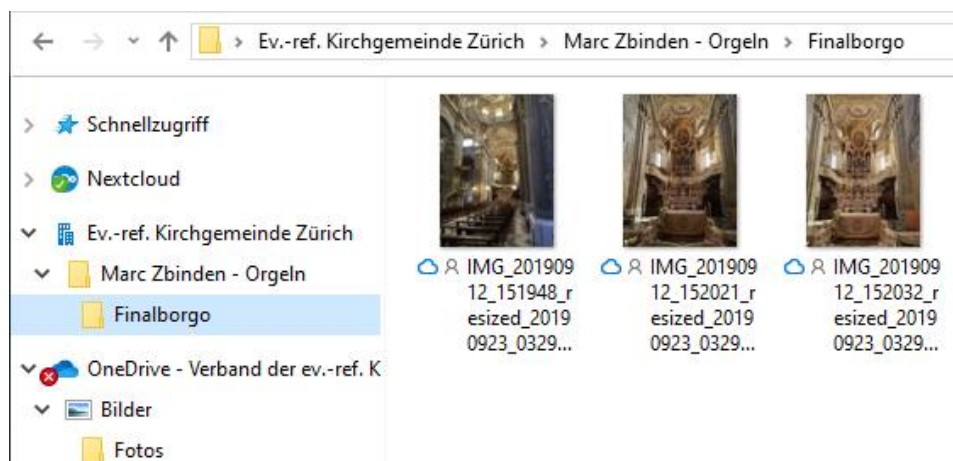 Ev.-ref. Kirchgemeinde Zürich > Marc Zbinden - Orgeln > Finalborgo
Schnellzugriff
Nextcloud
Ev.-ref. Kirchgemeinde Zürich
Marc Zbinden - Orgeln
Finalborgo
OneDrive - Verband der ev.-ref. K
Bilder
Fotos
IMG_201909
12_151948_r
esized_2019
0923_0329...
IMG_201909
12_152021_r
esized_2019
0923_0329...
IMG_201909
12_152032_r
esized_2019
0923_0329...